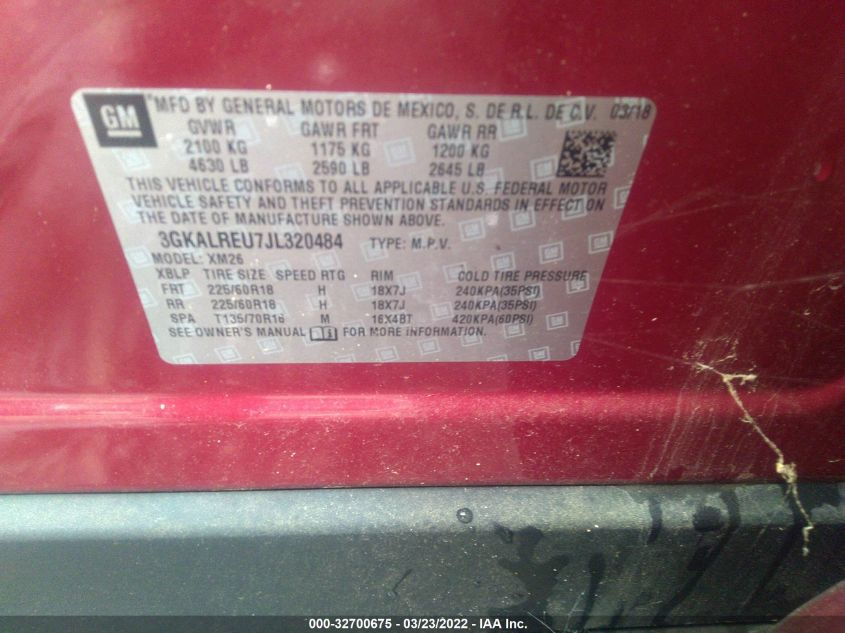 GM
*MFD BY GENERAL MOTORS DE MEXICO, S. DE R.L. DE C.V. 03/18
GVWR GAWR FRT GAWR RR
2100 KG 1175 KG 1200 KG
4630 LB 2590 LB 2645 LB
THIS VEHICLE CONFORMS TO ALL APPLICABLE U.S. FEDERAL MOTOR
VEHICLE SAFETY AND THEFT PREVENTION STANDARDS IN EFFECT ON
THE DATE OF MANUFACTURE SHOWN ABOVE.
3GKALREU7JL320484 TYPE: M.P.V.
MODEL: XM26
XBLP TIRE SIZE SPEED RTG RIM COLD TIRE PRESSURE
FRT 225/60R18 H 18X7J 240KPA(35PSI)
RR 225/60R18 H 18X7J 240KPA(35PSI)
SPA T135/70R16 M 16X4BT 420KPA(60PSI)
SEE OWNER'S MANUAL FOR MORE INFORMATION.
000-32700675 - 03/23/2022 - IAA Inc.